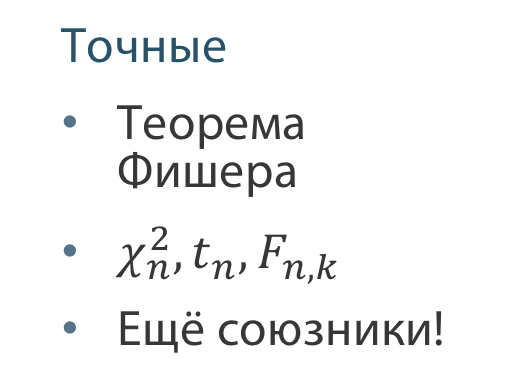 Точные
• Теорема
Фишера
• χ²ₙ, tₙ, Fₙ,ₖ
• Ещё союзники!